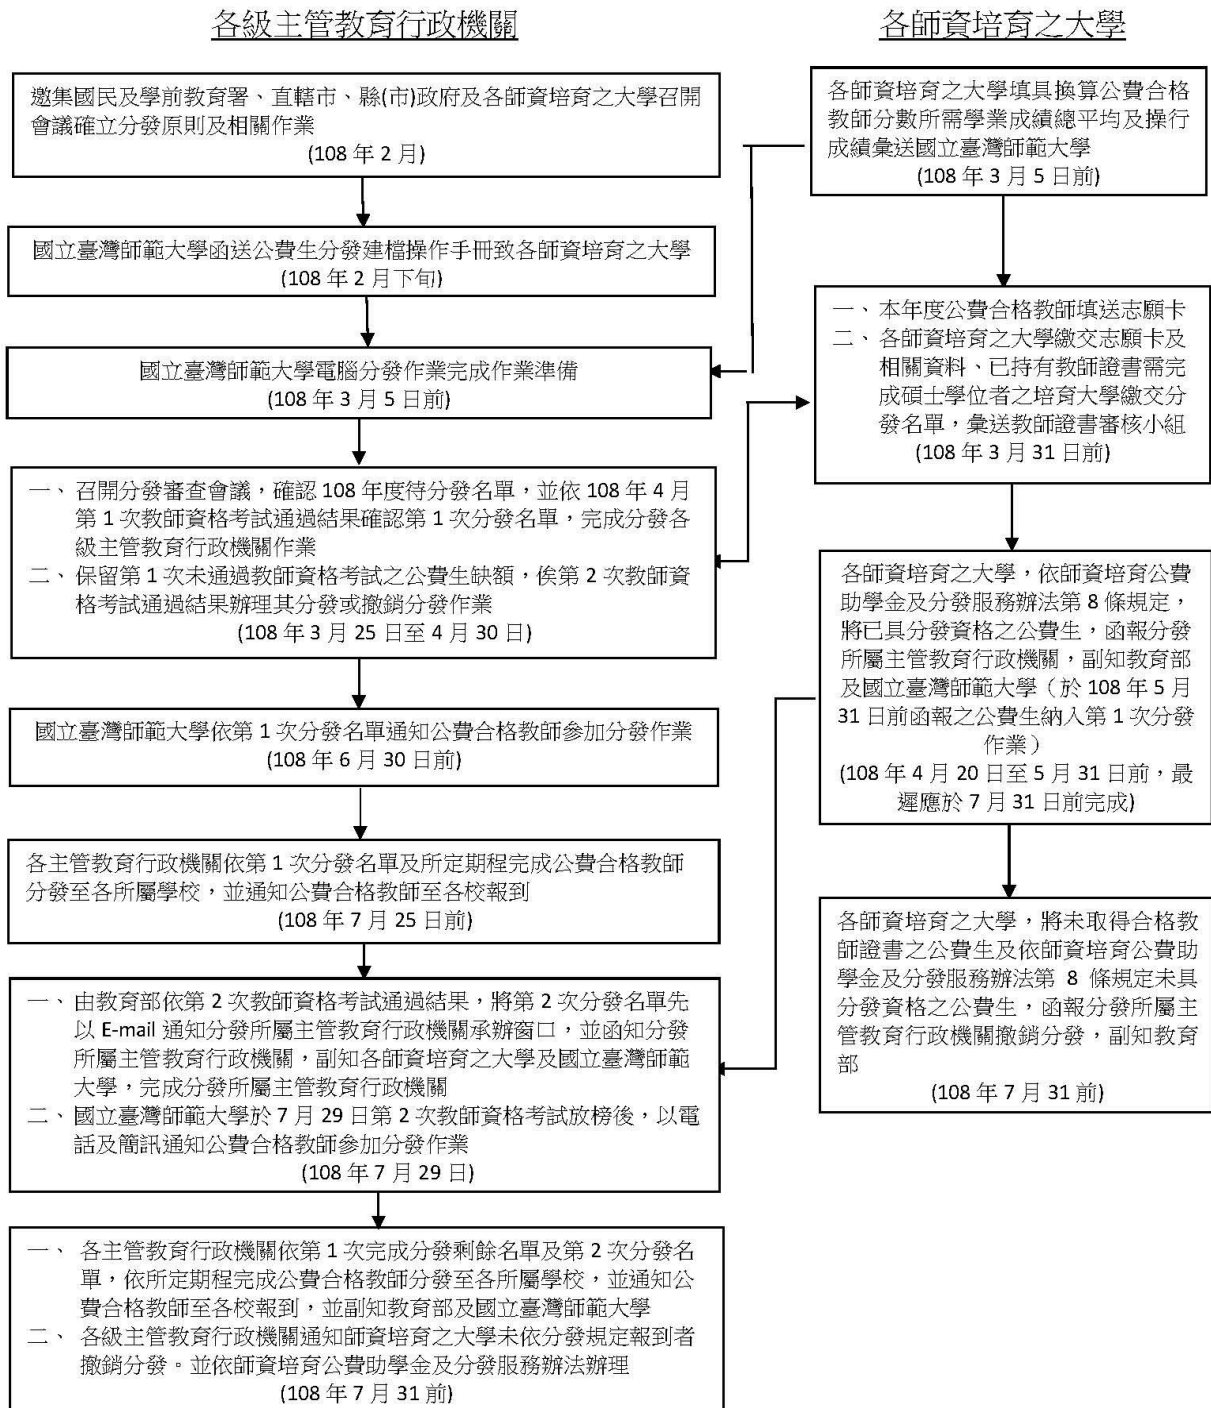 各級主管教育行政機關
邀集國民及學前教育署、直轄市、縣(市)政府及各師資培育之大學召開
會議確立分發原則及相關作業
(108 年 2 月)
國立臺灣師範大學函送公費生分發建檔操作手冊致各師資培育之大學
(108 年 2 月下旬)
國立臺灣師範大學電腦分發作業完成作業準備
(108 年 3 月 5 日前)
一、 召開分發審查會議，確認 108 年度待分發名單，並依 108 年 4 月
第 1 次教師資格考試通過結果確認第 1 次分發名單，完成分發各
級主管教育行政機關作業
二、 保留第 1 次未通過教師資格考試之公費生缺額，俟第 2 次教師資
格考試通過結果辦理其分發或撤銷分發作業
(108 年 3 月 25 日至 4 月 30 日)
國立臺灣師範大學依第 1 次分發名單通知公費合格教師參加分發作業
(108 年 6 月 30 日前)
各主管教育行政機關依第 1 次分發名單及所定期程完成公費合格教師
分發至各所屬學校，並通知公費合格教師至各校報到
(108 年 7 月 25 日前)
一、 由教育部依第 2 次教師資格考試通過結果，將第 2 次分發名單先
以 E-mail 通知分發所屬主管教育行政機關承辦窗口，並函知分發
所屬主管教育行政機關，副知各師資培育之大學及國立臺灣師範
大學，完成分發所屬主管教育行政機關
二、 國立臺灣師範大學於 7 月 29 日第 2 次教師資格考試放榜後，以電
話及簡訊通知公費合格教師參加分發作業
(108 年 7 月 29 日)
一、 各主管教育行政機關依第 1 次完成分發剩餘名單及第 2 次分發名
單，依所定期程完成公費合格教師分發至各所屬學校，並通知公
費合格教師至各校報到，並副知教育部及國立臺灣師範大學
二、 各級主管教育行政機關通知師資培育之大學未依分發規定報到者
撤銷分發。並依師資培育公費助學金及分發服務辦法辦理
(108 年 7 月 31 前)
各師資培育之大學
各師資培育之大學填具換算公費合格
教師分數所需學業成績總平均及操行
成績彙送國立臺灣師範大學
(108 年 3 月 5 日前)
一、 本年度公費合格教師填送志願卡
二、 各師資培育之大學繳交志願卡及
相關資料、已持有教師證書需完
成碩士學位者之培育大學繳交分
發名單，彙送教師證書審核小組
(108 年 3 月 31 日前)
各師資培育之大學，依師資培育公費
助學金及分發服務辦法第 8 條規定，
將已具分發資格之公費生，函報分發
所屬主管教育行政機關，副知教育部
及國立臺灣師範大學（於 108 年 5 月
31 日前函報之公費生納入第 1 次分發
作業）
(108 年 4 月 20 日至 5 月 31 日前，最
遲應於 7 月 31 日前完成)
各師資培育之大學，將未取得合格教
師證書之公費生及依師資培育公費助
學金及分發服務辦法第 8 條規定未具
分發資格之公費生，函報分發所屬主
管教育行政機關撤銷分發，副知教育
部
(108 年 7 月 31 前)